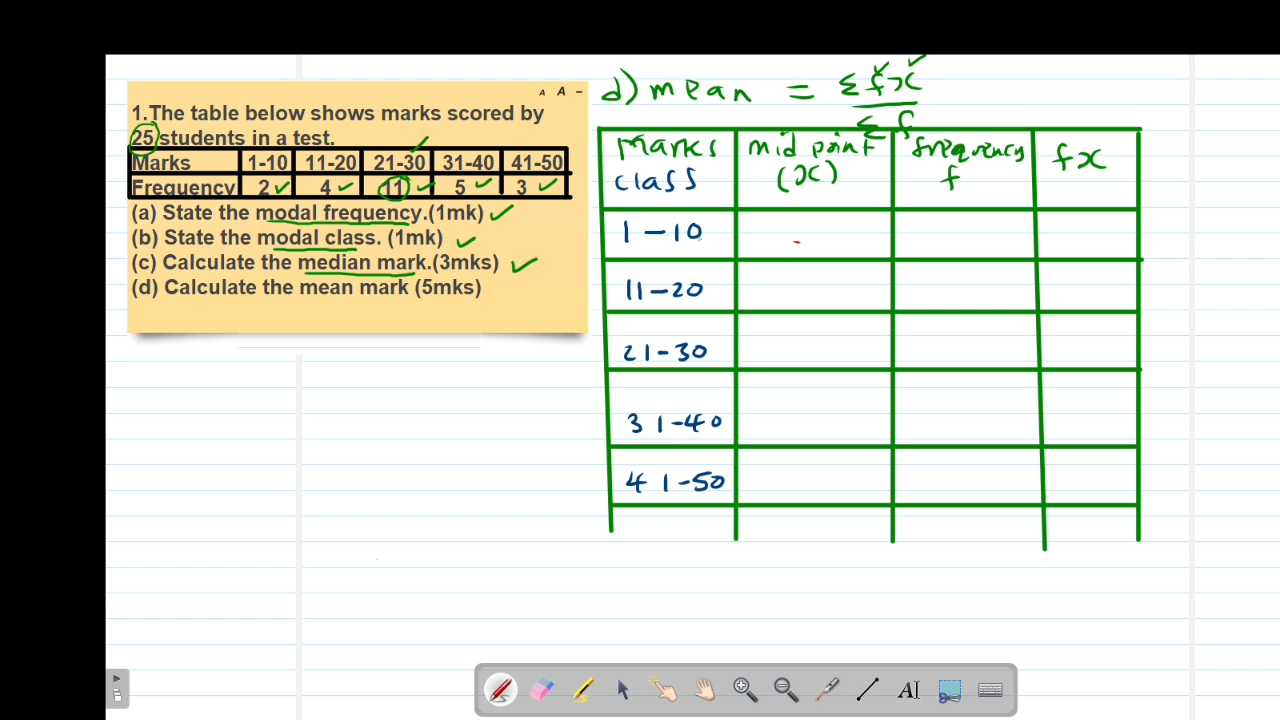 A A –
1.The table below shows marks scored by
25 students in a test.
Marks 1-10 11-20 21-30 31-40 41-50
Frequency 2 4 11 5 3
(a) State the modal frequency.(1mk)
(b) State the modal class. (1mk)
(c) Calculate the median mark.(3mks)
(d) Calculate the mean mark (5mks)
d) mean = Σfx
Σf
Marks class mid point (x) frequency f fx
1 – 10
11 – 20
21 - 30
31 - 40
41 - 50
AI